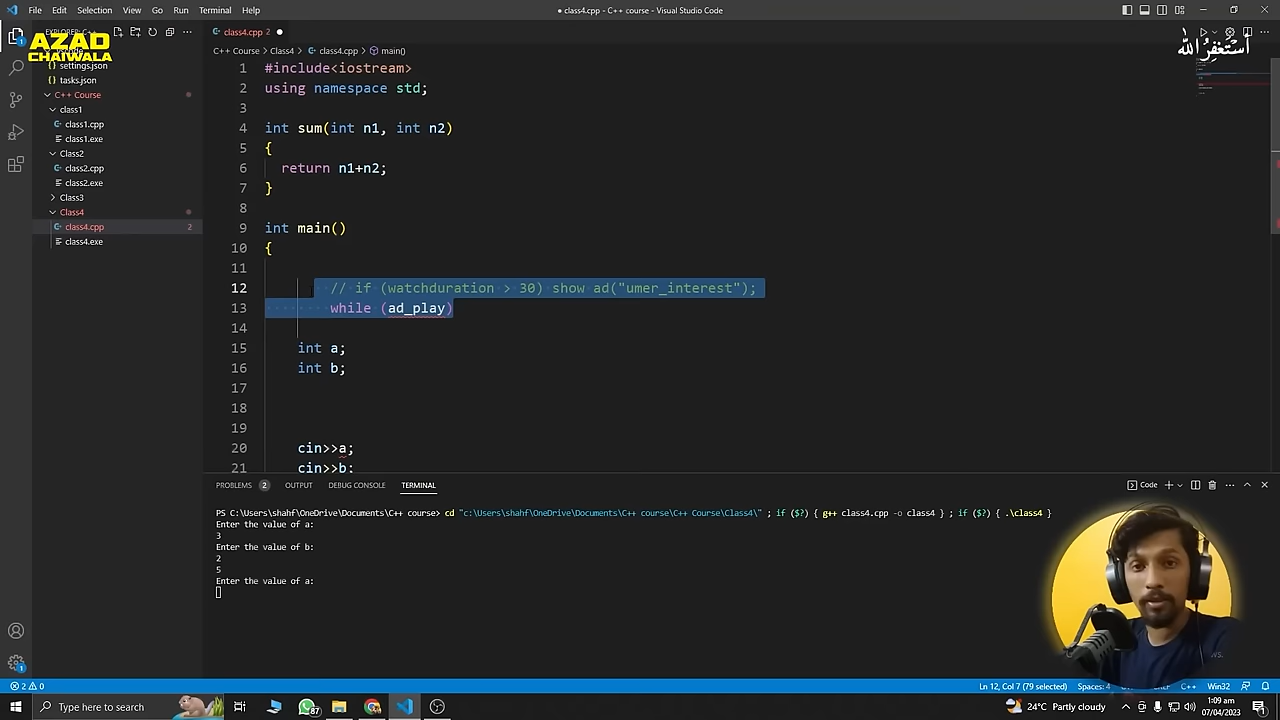 File Edit Selection View Go Run Terminal Help
● class4.cpp - C++ course - Visual Studio Code
AZAD
CHAIWALA
أستغفر الله
settings.json
tasks.json
C++ Course
class1
class1.cpp
class1.exe
Class2
class2.cpp
class2.exe
Class3
Class4
class4.cpp 2
class4.exe
class4.cpp ●
C++ Course > Class4 > class4.cpp > main()
1 #include<iostream>
2 using namespace std;
3
4 int sum(int n1, int n2)
5 {
6 return n1+n2;
7 }
8
9 int main()
10 {
11
12 // if (watchduration > 30) show ad("umer_interest");
13 while (ad_play)
14
15 int a;
16 int b;
17
18
19
20 cin>>a;
21 cin>>b;
PROBLEMS 2 OUTPUT DEBUG CONSOLE TERMINAL
Code
PS C:\Users\shahf\OneDrive\Documents\C++ course> cd "c:\Users\shahf\OneDrive\Documents\C++ course\C++ Course\Class4\" ; if ($?) { g++ class4.cpp -o class4 } ; if ($?) { .\class4 }
Enter the value of a:
3
Enter the value of b:
2
5
Enter the value of a:
2 0
Ln 12, Col 7 (79 selected) Spaces: 4 C++ Win32
Type here to search
87
24°C Partly cloudy
1:09 am
07/04/2023